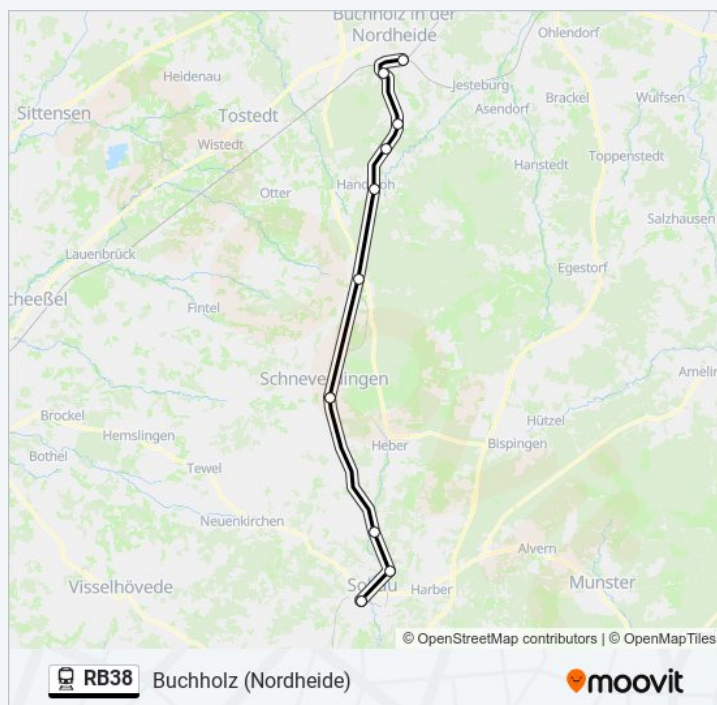 Buchholz in der
Nordheide
Ohlendorf
Heidenau
Jesteburg
Brackel
Wulfsen
Sittensen
Tostedt
Asendorf
Wistedt
Toppenstedt
Hanstedt
Otter
Handeloh
Salzhausen
Lauenbrück
Egestorf
cheeßel
Fintel
Schneverdingen
Amelin
Brockel
Hemslingen
Hützel
Heber
Bispingen
Bothel
Tewel
Neuenkirchen
Alvern
Visselhövede
Soltau
Harber
Munster
© OpenStreetMap contributors | © OpenMapTiles
RB38
Buchholz (Nordheide)
moovit